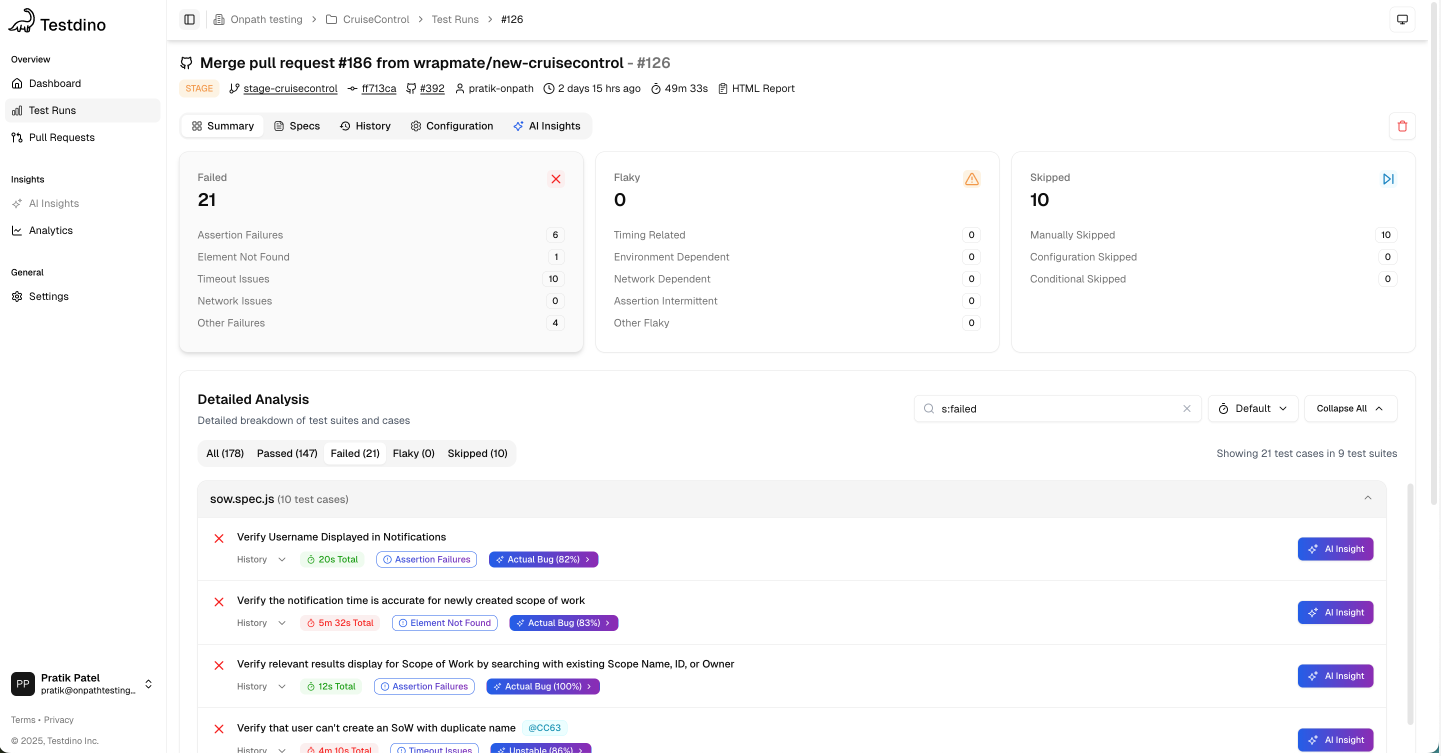 Testdino
Overview
Dashboard
Test Runs
Pull Requests
Insights
AI Insights
Analytics
General
Settings
PP
Pratik Patel
pratik@onpathtesting...
Terms • Privacy
© 2025, Testdino Inc.
Onpath testing > CruiseControl > Test Runs > #126
Merge pull request #186 from wrapmate/new-cruisecontrol - #126
STAGE stage-cruisecontrol ff713ca #392 pratik-onpath 2 days 15 hrs ago 49m 33s HTML Report
Summary Specs History Configuration AI Insights
Failed
21
Assertion Failures 6
Element Not Found 1
Timeout Issues 10
Network Issues 0
Other Failures 4
Flaky
0
Timing Related 0
Environment Dependent 0
Network Dependent 0
Assertion Intermittent 0
Other Flaky 0
Skipped
10
Manually Skipped 10
Configuration Skipped 0
Conditional Skipped 0
Detailed Analysis
Detailed breakdown of test suites and cases
s:failed
Default
Collapse All
All (178) Passed (147) Failed (21) Flaky (0) Skipped (10)
Showing 21 test cases in 9 test suites
sow.spec.js (10 test cases)
Verify Username Displayed in Notifications
History 20s Total Assertion Failures Actual Bug (82%) >
AI Insight
Verify the notification time is accurate for newly created scope of work
History 5m 32s Total Element Not Found Actual Bug (83%) >
AI Insight
Verify relevant results display for Scope of Work by searching with existing Scope Name, ID, or Owner
History 12s Total Assertion Failures Actual Bug (100%) >
AI Insight
Verify that user can't create an SoW with duplicate name @CC63
History 4m 10s Total Timeout Issues Unstable (86%) >
AI Insight